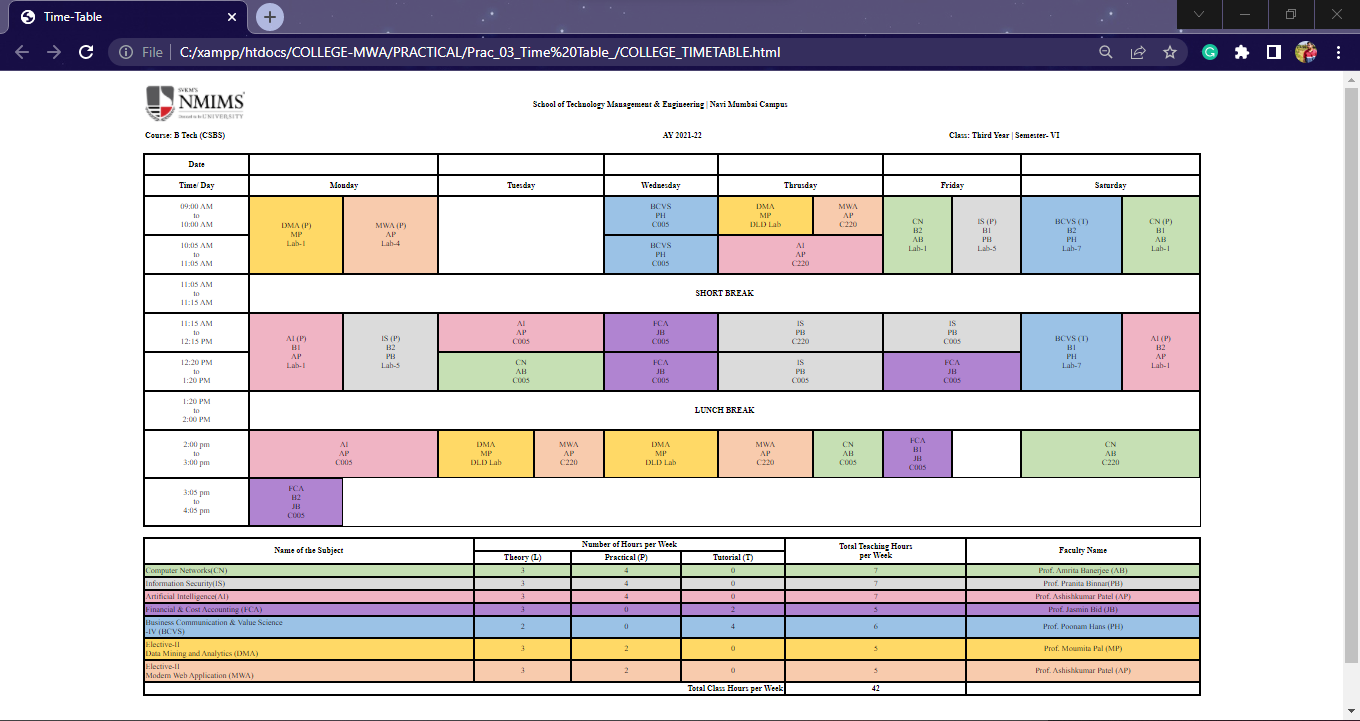 Time-Table
File
C:/xampp/htdocs/COLLEGE-MWA/PRACTICAL/Prac_03_Time%20Table_/COLLEGE_TIMETABLE.html
SVKM'S
NMIMS
Deemed to be UNIVERSITY
School of Technology Management & Engineering | Navi Mumbai Campus
Course: B Tech (CSBS) AY 2021-22 Class: Third Year | Semester- VI
Date
Time/ Day Monday Tuesday Wednesday Thrusday Friday Saturday
09:00 AM
to
10:00 AM
DMA (P)
MP
Lab-1
MWA (P)
AP
Lab-4
BCVS
PH
C005
DMA
MP
DLD Lab
MWA
AP
C220
CN
B2
AB
Lab-1
IS (P)
B1
PB
Lab-5
BCVS (T)
B2
PH
Lab-7
CN (P)
B1
AB
Lab-1
10:05 AM
to
11:05 AM
BCVS
PH
C005
AI
AP
C220
11:05 AM
to
11:15 AM
SHORT BREAK
11:15 AM
to
12:15 PM
AI (P)
B1
AP
Lab-1
IS (P)
B2
PB
Lab-5
AI
AP
C005
FCA
JB
C005
IS
PB
C220
IS
PB
C005
BCVS (T)
B1
PH
Lab-7
AI (P)
B2
AP
Lab-1
12:20 PM
to
1:20 PM
CN
AB
C005
FCA
JB
C005
IS
PB
C005
FCA
JB
C005
1:20 PM
to
2:00 PM
LUNCH BREAK
2:00 pm
to
3:00 pm
AI
AP
C005
DMA
MP
DLD Lab
MWA
AP
C220
DMA
MP
DLD Lab
MWA
AP
C220
CN
AB
C005
FCA
B1
JB
C005
CN
AB
C220
3:05 pm
to
4:05 pm
FCA
B2
JB
C005
Name of the Subject
Number of Hours per Week
Total Teaching Hours
per Week
Faculty Name
Theory (L) Practical (P) Tutorial (T)
Computer Networks(CN) 3 4 0 7 Prof. Amrita Banerjee (AB)
Information Security(IS) 3 4 0 7 Prof. Pranita Binnar(PB)
Artificial Intelligence(AI) 3 4 0 7 Prof. Ashishkumar Patel (AP)
Financial & Cost Accounting (FCA) 3 0 2 5 Prof. Jasmin Bid (JB)
Business Communication & Value Science
-IV (BCVS) 2 0 4 6 Prof. Poonam Hans (PH)
Elective-II
Data Mining and Analytics (DMA) 3 2 0 5 Prof. Moumita Pal (MP)
Elective-II
Modern Web Application (MWA) 3 2 0 5 Prof. Ashishkumar Patel (AP)
Total Class Hours per Week 42